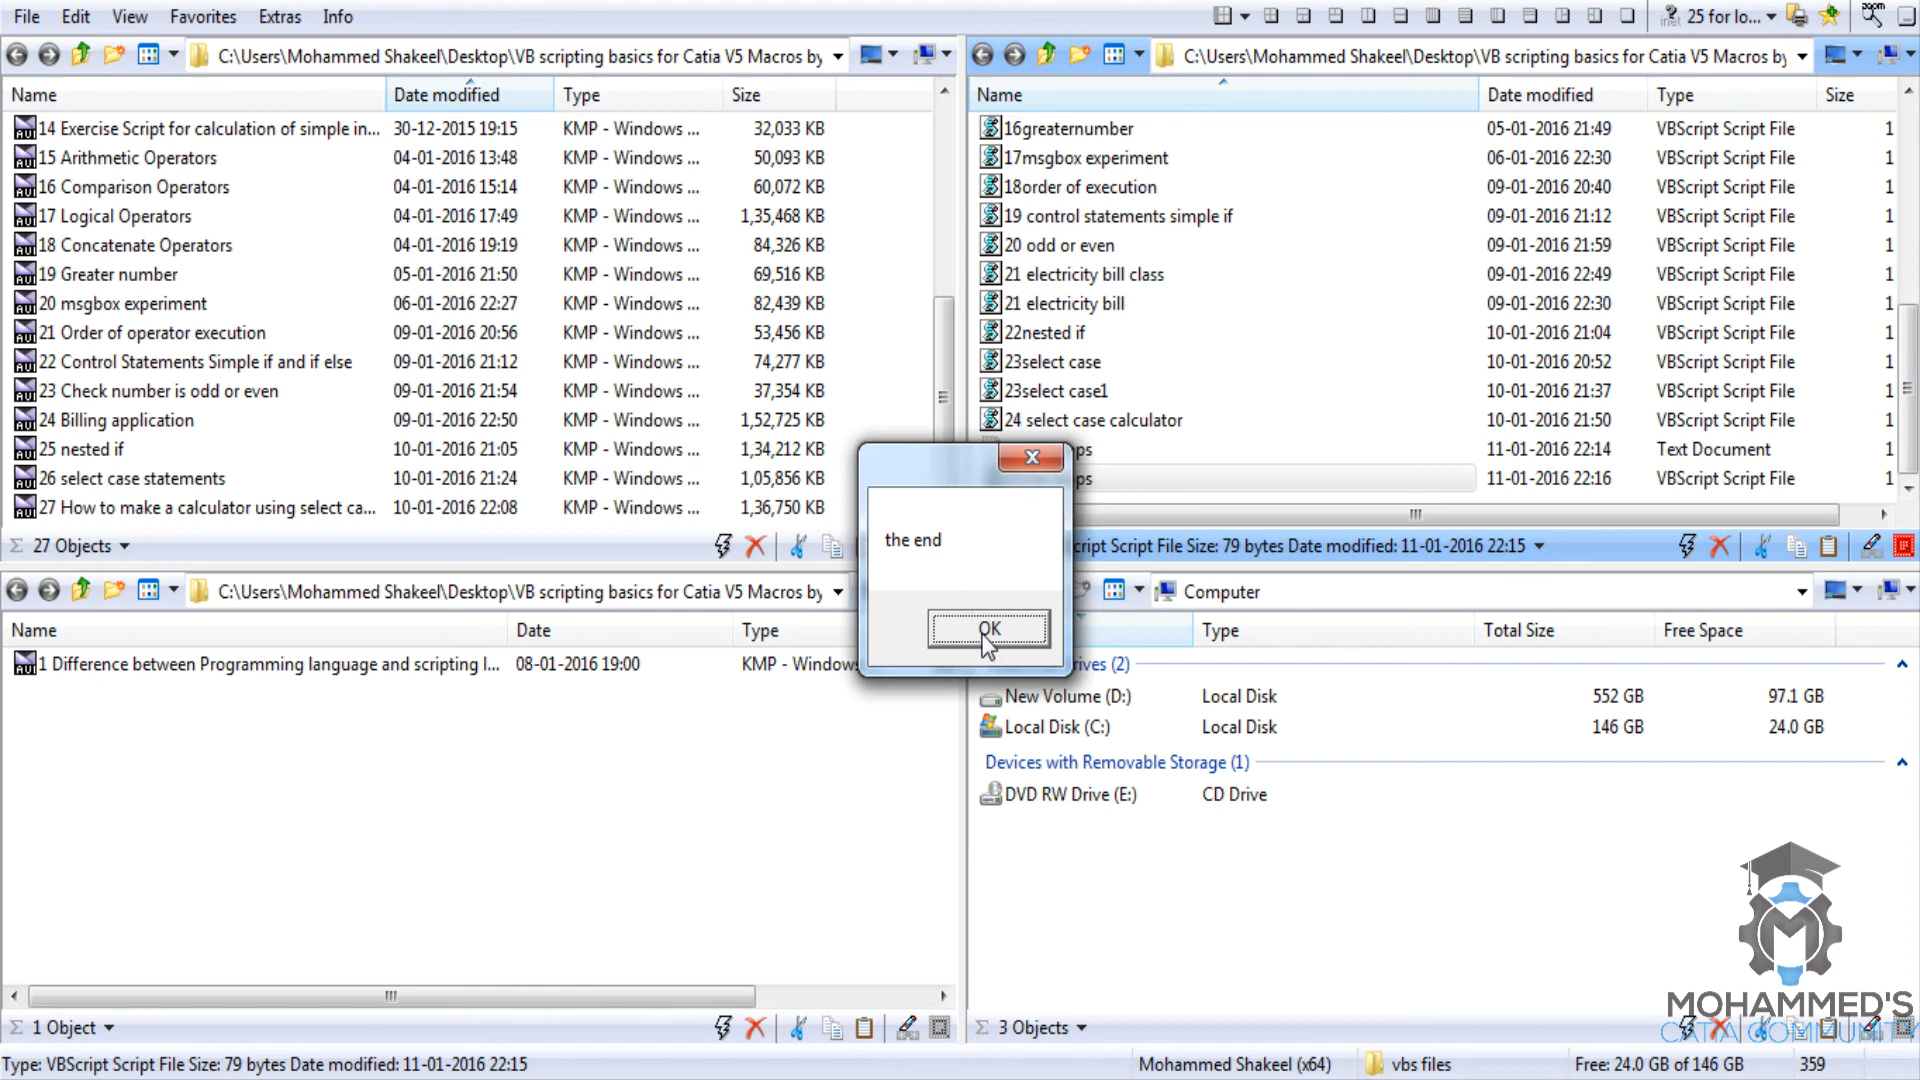 File Edit View Favorites Extras Info
25 for lo...
zoom
C:\Users\Mohammed Shakeel\Desktop\VB scripting basics for Catia V5 Macros by
Name Date modified Type Size
14 Exercise Script for calculation of simple in... 30-12-2015 19:15 KMP - Windows ... 32,033 KB
15 Arithmetic Operators 04-01-2016 13:48 KMP - Windows ... 50,093 KB
16 Comparison Operators 04-01-2016 15:14 KMP - Windows ... 60,072 KB
17 Logical Operators 04-01-2016 17:49 KMP - Windows ... 1,35,468 KB
18 Concatenate Operators 04-01-2016 19:19 KMP - Windows ... 84,326 KB
19 Greater number 05-01-2016 21:50 KMP - Windows ... 69,516 KB
20 msgbox experiment 06-01-2016 22:27 KMP - Windows ... 82,439 KB
21 Order of operator execution 09-01-2016 20:56 KMP - Windows ... 53,456 KB
22 Control Statements Simple if and if else 09-01-2016 21:12 KMP - Windows ... 74,277 KB
23 Check number is odd or even 09-01-2016 21:54 KMP - Windows ... 37,354 KB
24 Billing application 09-01-2016 22:50 KMP - Windows ... 1,52,725 KB
25 nested if 10-01-2016 21:05 KMP - Windows ... 1,34,212 KB
26 select case statements 10-01-2016 21:24 KMP - Windows ... 1,05,856 KB
27 How to make a calculator using select ca... 10-01-2016 22:08 KMP - Windows ... 1,36,750 KB
27 Objects
C:\Users\Mohammed Shakeel\Desktop\VB scripting basics for Catia V5 Macros by
Name Date modified Type Size
16greaternumber 05-01-2016 21:49 VBScript Script File 1
17msgbox experiment 06-01-2016 22:30 VBScript Script File 1
18order of execution 09-01-2016 20:40 VBScript Script File 1
19 control statements simple if 09-01-2016 21:12 VBScript Script File 1
20 odd or even 09-01-2016 21:59 VBScript Script File 1
21 electricity bill class 09-01-2016 22:49 VBScript Script File 1
21 electricity bill 09-01-2016 22:30 VBScript Script File 1
22nested if 10-01-2016 21:04 VBScript Script File 1
23select case 10-01-2016 20:52 VBScript Script File 1
23select case1 10-01-2016 21:37 VBScript Script File 1
24 select case calculator 10-01-2016 21:50 VBScript Script File 1
ps 11-01-2016 22:14 Text Document 1
ps 11-01-2016 22:16 VBScript Script File 1
cript Script File Size: 79 bytes Date modified: 11-01-2016 22:15
the end
OK
C:\Users\Mohammed Shakeel\Desktop\VB scripting basics for Catia V5 Macros by
Name Date Type
1 Difference between Programming language and scripting l... 08-01-2016 19:00 KMP - Window
1 Object
Computer
Type Total Size Free Space
rives (2)
New Volume (D:) Local Disk 552 GB 97.1 GB
Local Disk (C:) Local Disk 146 GB 24.0 GB
Devices with Removable Storage (1)
DVD RW Drive (E:) CD Drive
3 Objects
MOHAMMED'S
CATIA COMMUNITY
Type: VBScript Script File Size: 79 bytes Date modified: 11-01-2016 22:15
Mohammed Shakeel (x64) vbs files Free: 24.0 GB of 146 GB 359